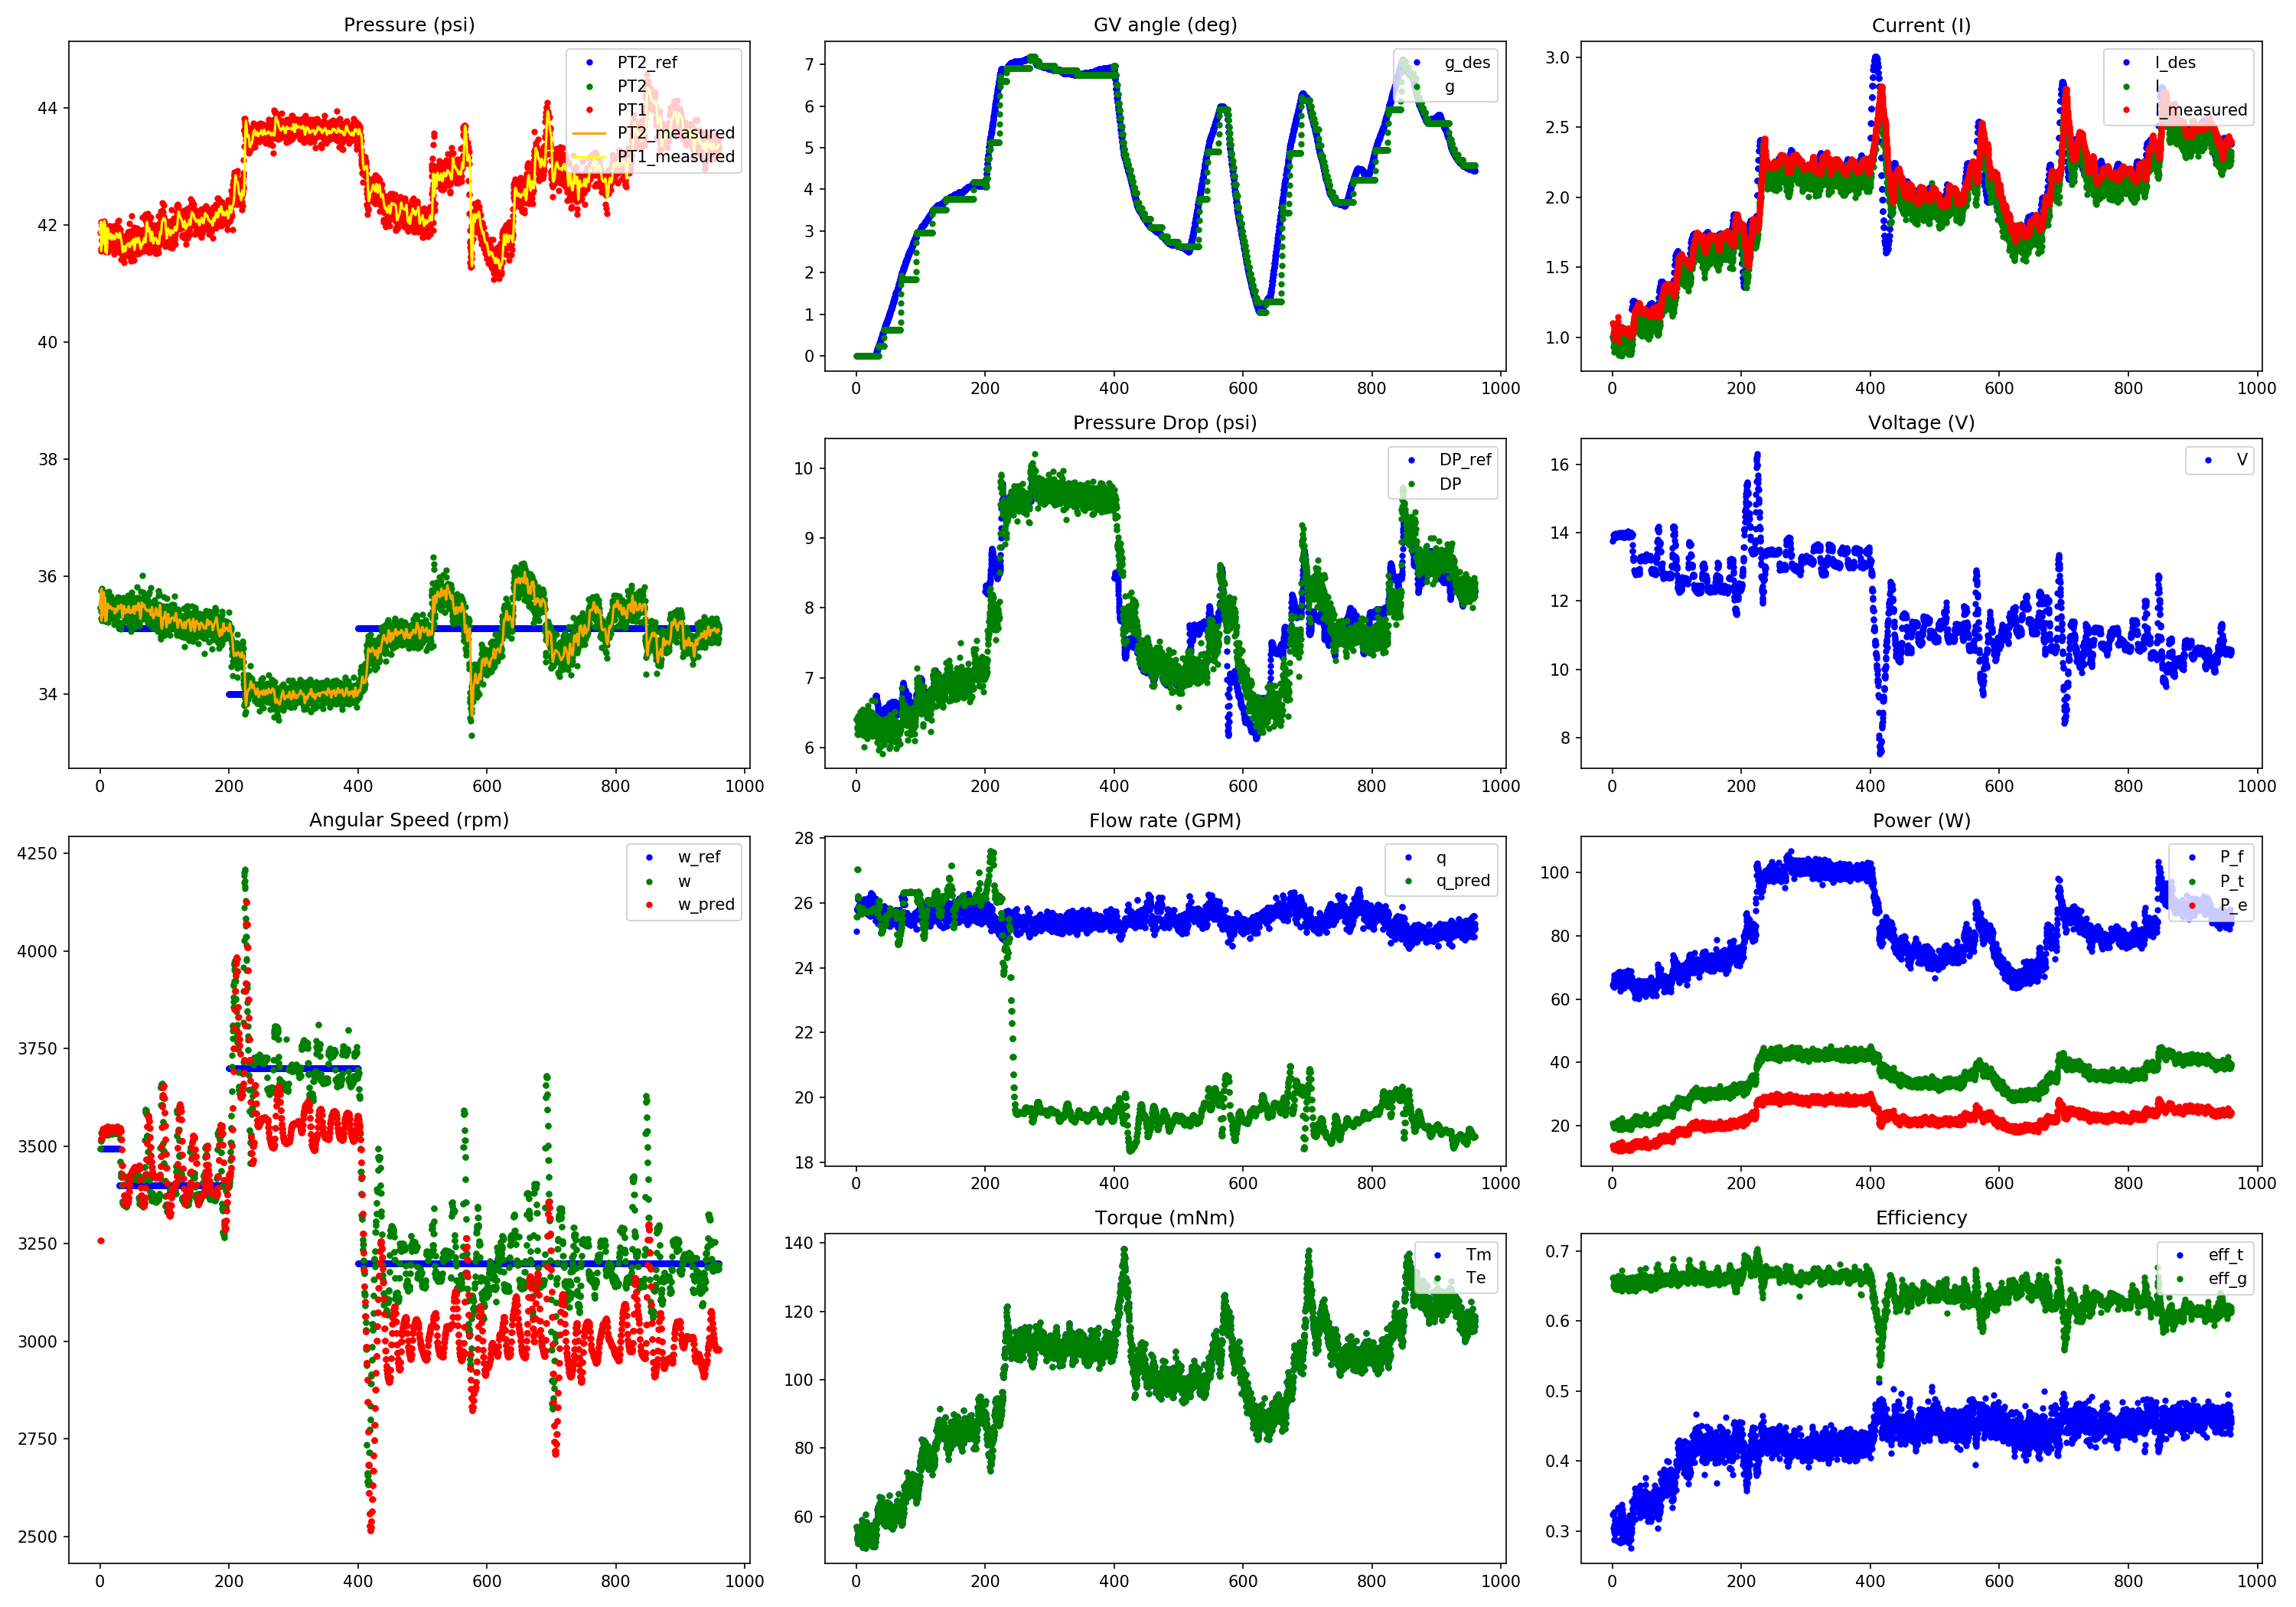 Pressure (psi)
PT2_ref
PT2
PT1
PT2_measured
PT1_measured
44
42
40
38
36
34
0 200 400 600 800 1000
GV angle (deg)
g_des
g
7
6
5
4
3
2
1
0
0 200 400 600 800 1000
Current (I)
I_des
I
I_measured
3.0
2.5
2.0
1.5
1.0
0 200 400 600 800 1000
Pressure Drop (psi)
DP_ref
DP
10
9
8
7
6
0 200 400 600 800 1000
Voltage (V)
V
16
14
12
10
8
0 200 400 600 800 1000
Angular Speed (rpm)
w_ref
w
w_pred
4250
4000
3750
3500
3250
3000
2750
2500
0 200 400 600 800 1000
Flow rate (GPM)
q
q_pred
28
26
24
22
20
18
0 200 400 600 800 1000
Power (W)
P_f
P_t
P_e
100
80
60
40
20
0 200 400 600 800 1000
Torque (mNm)
Tm
Te
140
120
100
80
60
0 200 400 600 800 1000
Efficiency
eff_t
eff_g
0.7
0.6
0.5
0.4
0.3
0 200 400 600 800 1000